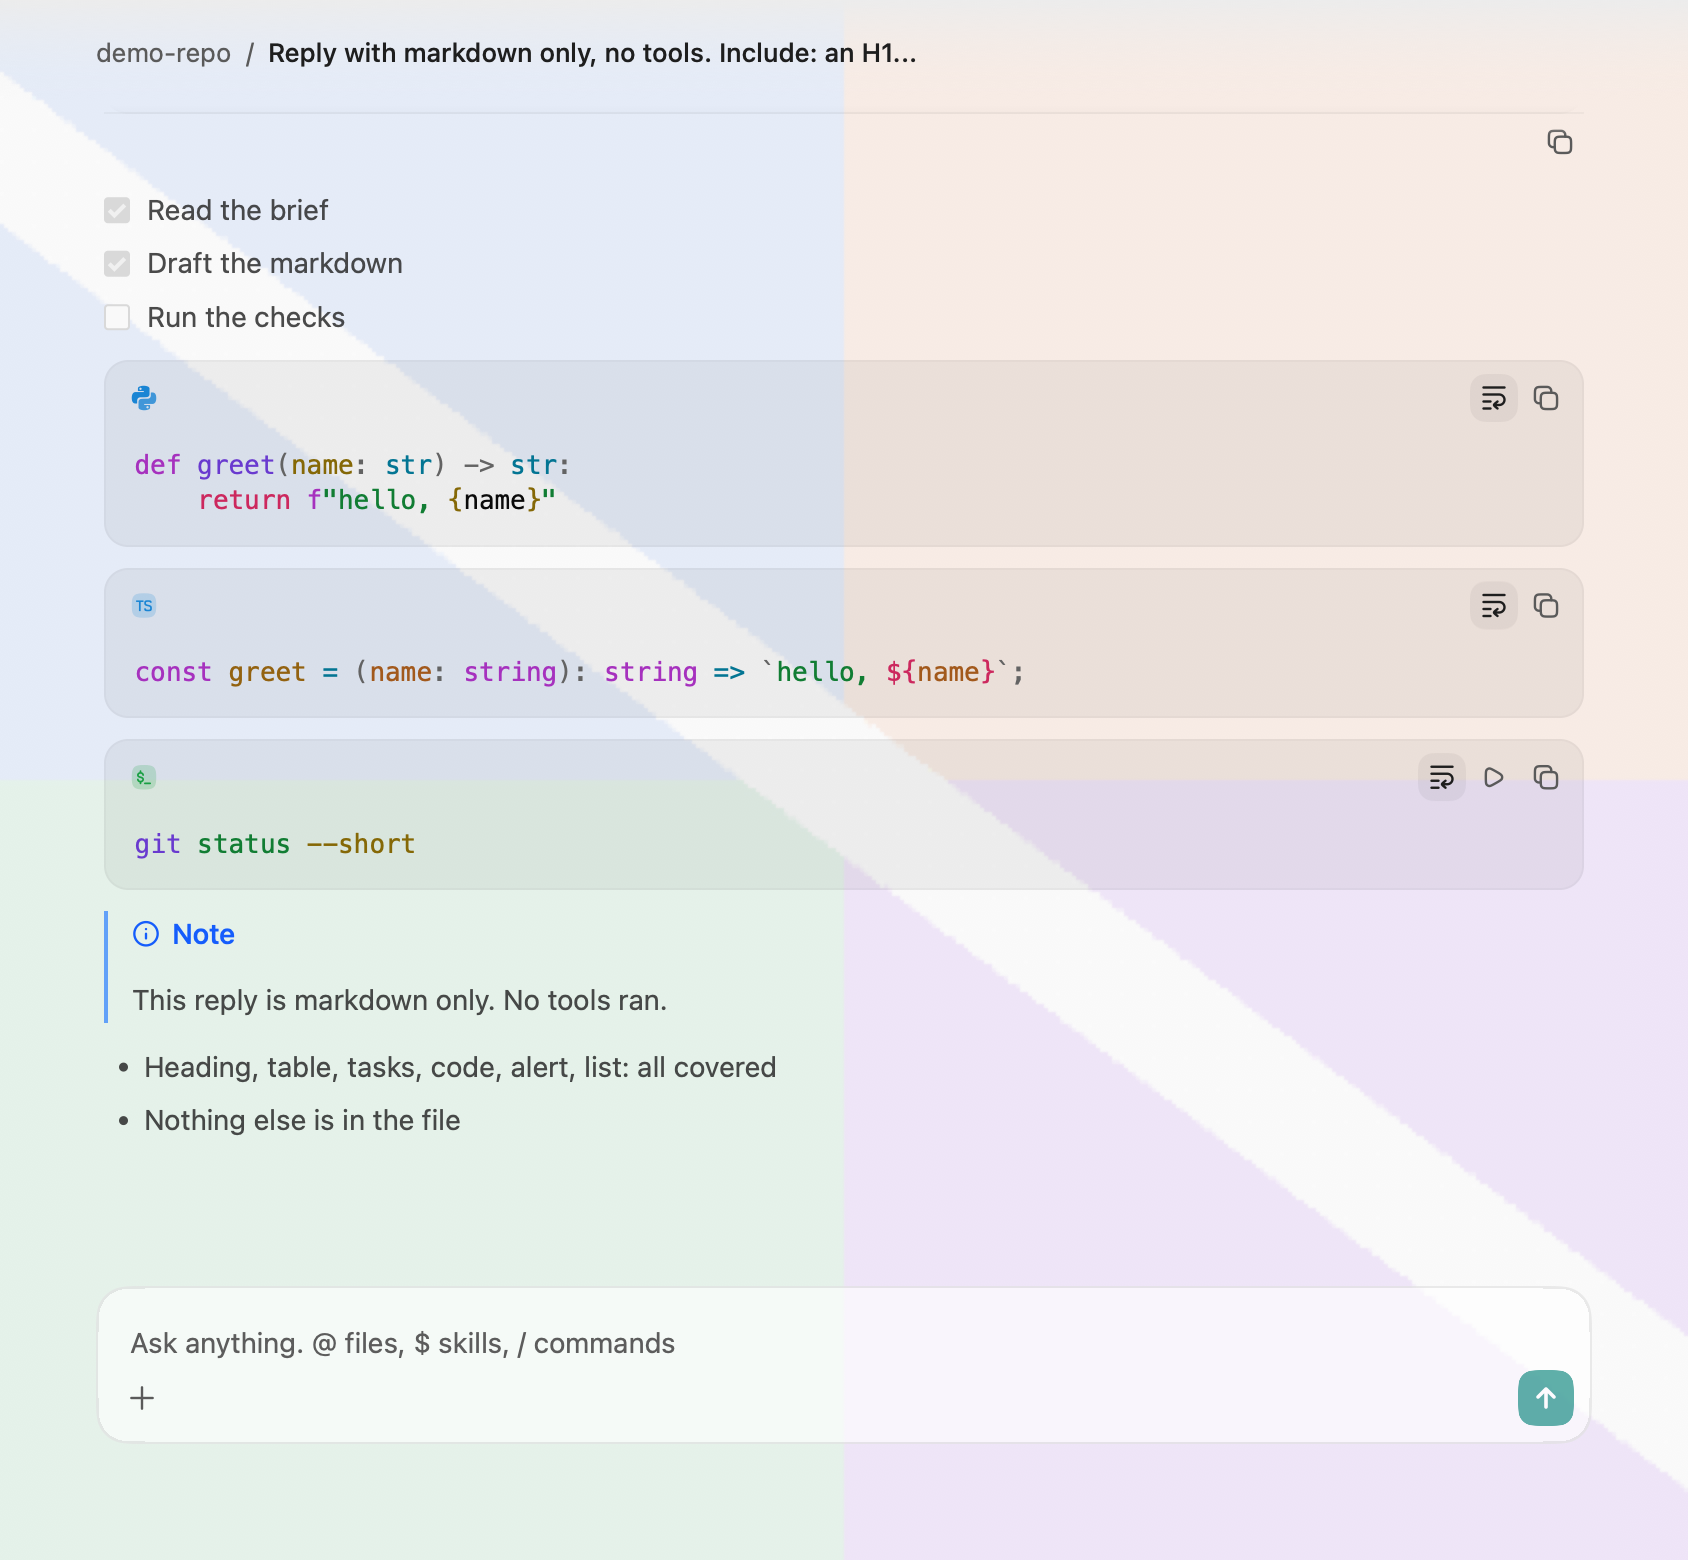 demo-repo / Reply with markdown only, no tools. Include: an H1...
Read the brief
Draft the markdown
Run the checks
def greet(name: str) -> str:
    return f"hello, {name}"
TS
const greet = (name: string): string => `hello, ${name}`;
$_
git status --short
Note
This reply is markdown only. No tools ran.
• Heading, table, tasks, code, alert, list: all covered
• Nothing else is in the file
Ask anything. @ files, $ skills, / commands